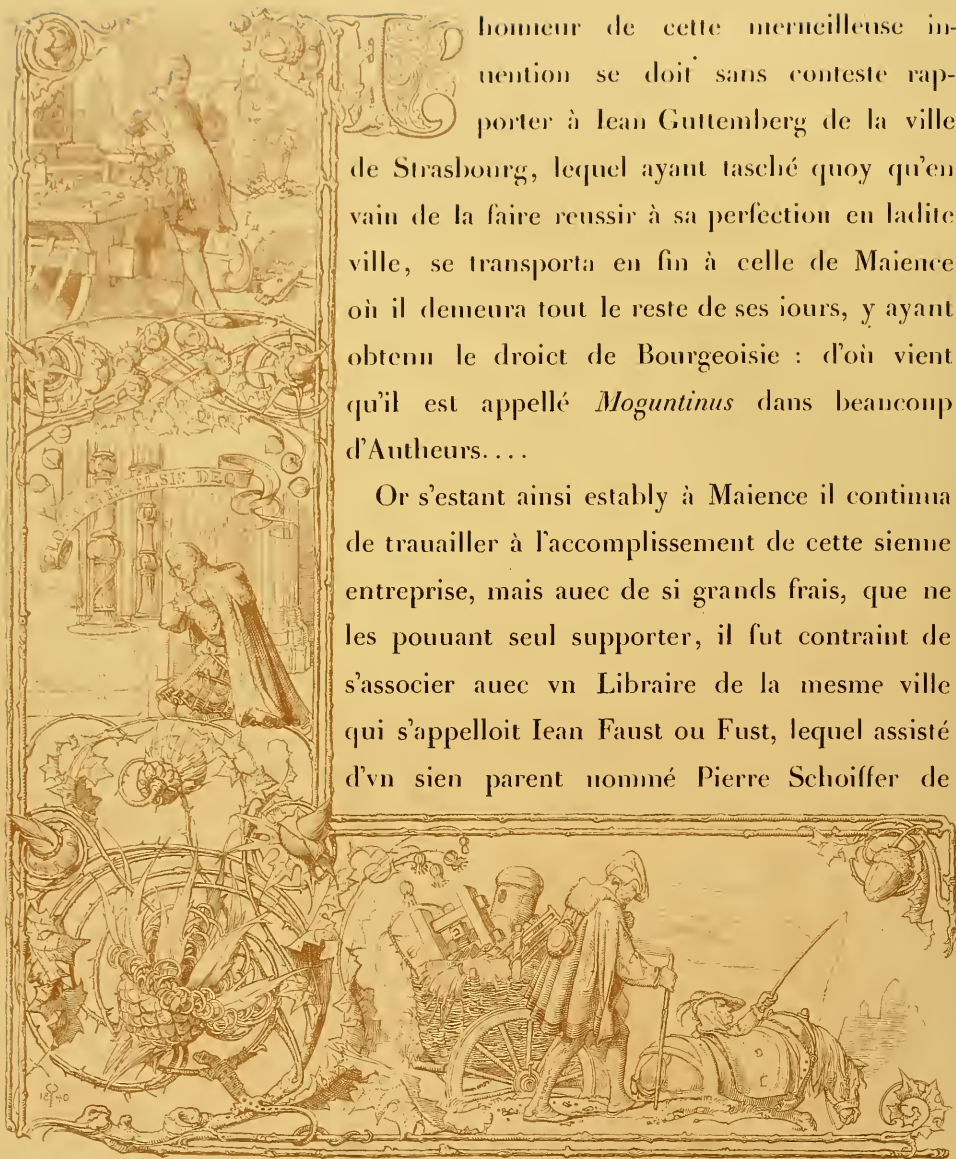 L'honneur de cette merueilleuse in-
uention se doit sans conteste rap-
porter à Iean Guttemberg de la ville
de Strasbourg, lequel ayant tasché quoy qu'en
vain de la faire reussir à sa perfection en ladite
ville, se transporta en fin à celle de Maience
où il demeura tout le reste de ses iours, y ayant
obtenu le droict de Bourgeoisie : d'où vient
qu'il est appellé Moguntinus dans beaucoup
d'Autheurs....
Or s'estant ainsi estably à Maience il continua
de trauailler à l'accomplissement de cette sienne
entreprise, mais auec de si grands frais, que ne
les pouuant seul supporter, il fut contraint de
s'associer auec vn Libraire de la mesme ville
qui s'appelloit Iean Faust ou Fust, lequel assisté
d'vn sien parent nommé Pierre Schoiffer de
DEO
18 40